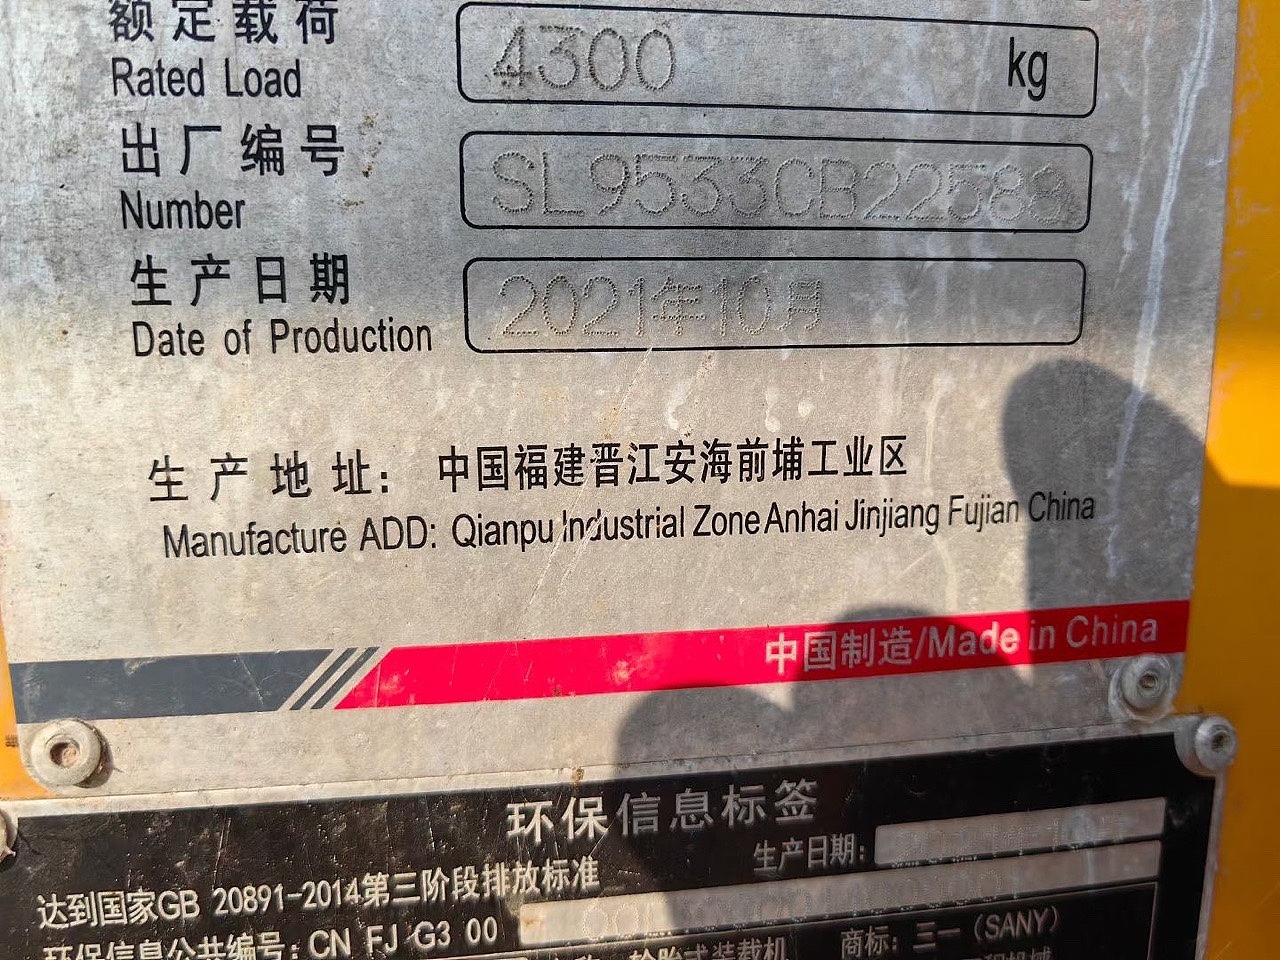 额定载荷
Rated Load 4300 kg
出厂编号
Number SL9533CB22588
生产日期
Date of Production 2021年10月
生产地址: 中国福建晋江安海前埔工业区
Manufacture ADD: Qianpu Industrial Zone Anhai Jinjiang Fujian China
中国制造/Made in China
环保信息标签
生产日期:
达到国家GB 20891-2014第三阶段排放标准
环保信息公共编号: CN FJ G3 00
轮胎式装载机 商标: 三一 (SANY)